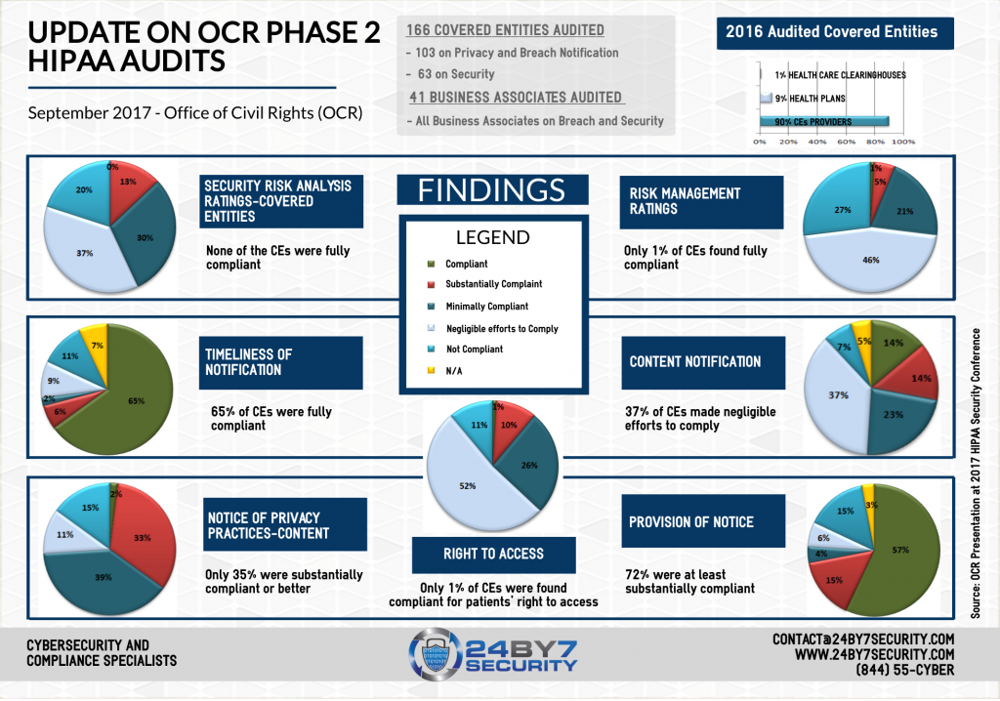 UPDATE ON OCR PHASE 2
HIPAA AUDITS
September 2017 - Office of Civil Rights (OCR)
166 COVERED ENTITIES AUDITED
- 103 on Privacy and Breach Notification
- 63 on Security
41 BUSINESS ASSOCIATES AUDITED
- All Business Associates on Breach and Security
2016 Audited Covered Entities
1% HEALTH CARE CLEARINGHOUSES
9% HEALTH PLANS
90% CEs PROVIDERS
0% 20% 40% 60% 80% 100%
0%
13%
30%
37%
20%
SECURITY RISK ANALYSIS
RATINGS-COVERED
ENTITIES
None of the CEs were fully
compliant
FINDINGS
LEGEND
Compliant
Substantially Complaint
Minimally Compliant
Negligible efforts to Comply
Not Compliant
N/A
RISK MANAGEMENT
RATINGS
Only 1% of CEs found fully
compliant
1%
5%
21%
46%
27%
7%
11%
9%
2%
6%
65%
TIMELINESS OF
NOTIFICATION
65% of CEs were fully
compliant
CONTENT NOTIFICATION
37% of CEs made negligible
efforts to comply
5%
14%
7%
14%
37%
23%
1%
11%
10%
26%
52%
RIGHT TO ACCESS
Only 1% of CEs were found
compliant for patients' right to access
2%
15%
33%
11%
39%
NOTICE OF PRIVACY
PRACTICES-CONTENT
Only 35% were substantially
compliant or better
PROVISION OF NOTICE
72% were at least
substantially compliant
3%
15%
6%
4%
15%
57%
Source: OCR Presentation at 2017 HIPAA Security Conference
CYBERSECURITY AND
COMPLIANCE SPECIALISTS
24BY7
SECURITY
CONTACT@24BY7SECURITY.COM
WWW.24BY7SECURITY.COM
(844) 55-CYBER